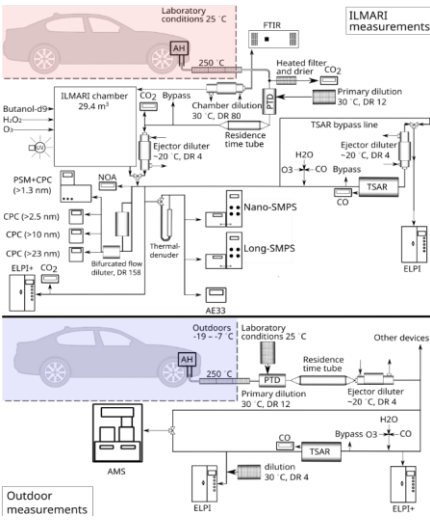 Laboratory
conditions 25 ˚C
ILMARI
measurements
FTIR
AH
250 ˚C
Heated filter
and drier
CO2
ILMARI chamber
29.4 m3
CO2
Bypass
Chamber dilution
30 ˚C, DR 80
PTD
Primary dilution
30 ˚C, DR 12
Butanol-d9
H2O2
O3
UV
Residence
time tube
TSAR bypass line
Ejector diluter
~20 ˚C, DR 4
Ejector diluter
~20 ˚C, DR 4
H2O
O3
CO
Bypass
TSAR
CO
PSM+CPC
(>1.3 nm)
NOA
CPC (>2.5 nm)
CPC (>10 nm)
CPC (>23 nm)
Nano-SMPS
Long-SMPS
Thermal-
denuder
Bifurcated flow
diluter, DR 158
ELPI+
CO2
ELPI
AE33
Outdoors
-19 – -7 ˚C
Laboratory
conditions 25 ˚C
Other devices
AH
250 ˚C
PTD
Residence
time tube
Primary dilution
30 ˚C, DR 12
Ejector diluter
~20 ˚C, DR 4
H2O
Bypass
O3
CO
CO
TSAR
AMS
dilution
30 ˚C, DR 4
ELPI
ELPI+
Outdoor
measurements